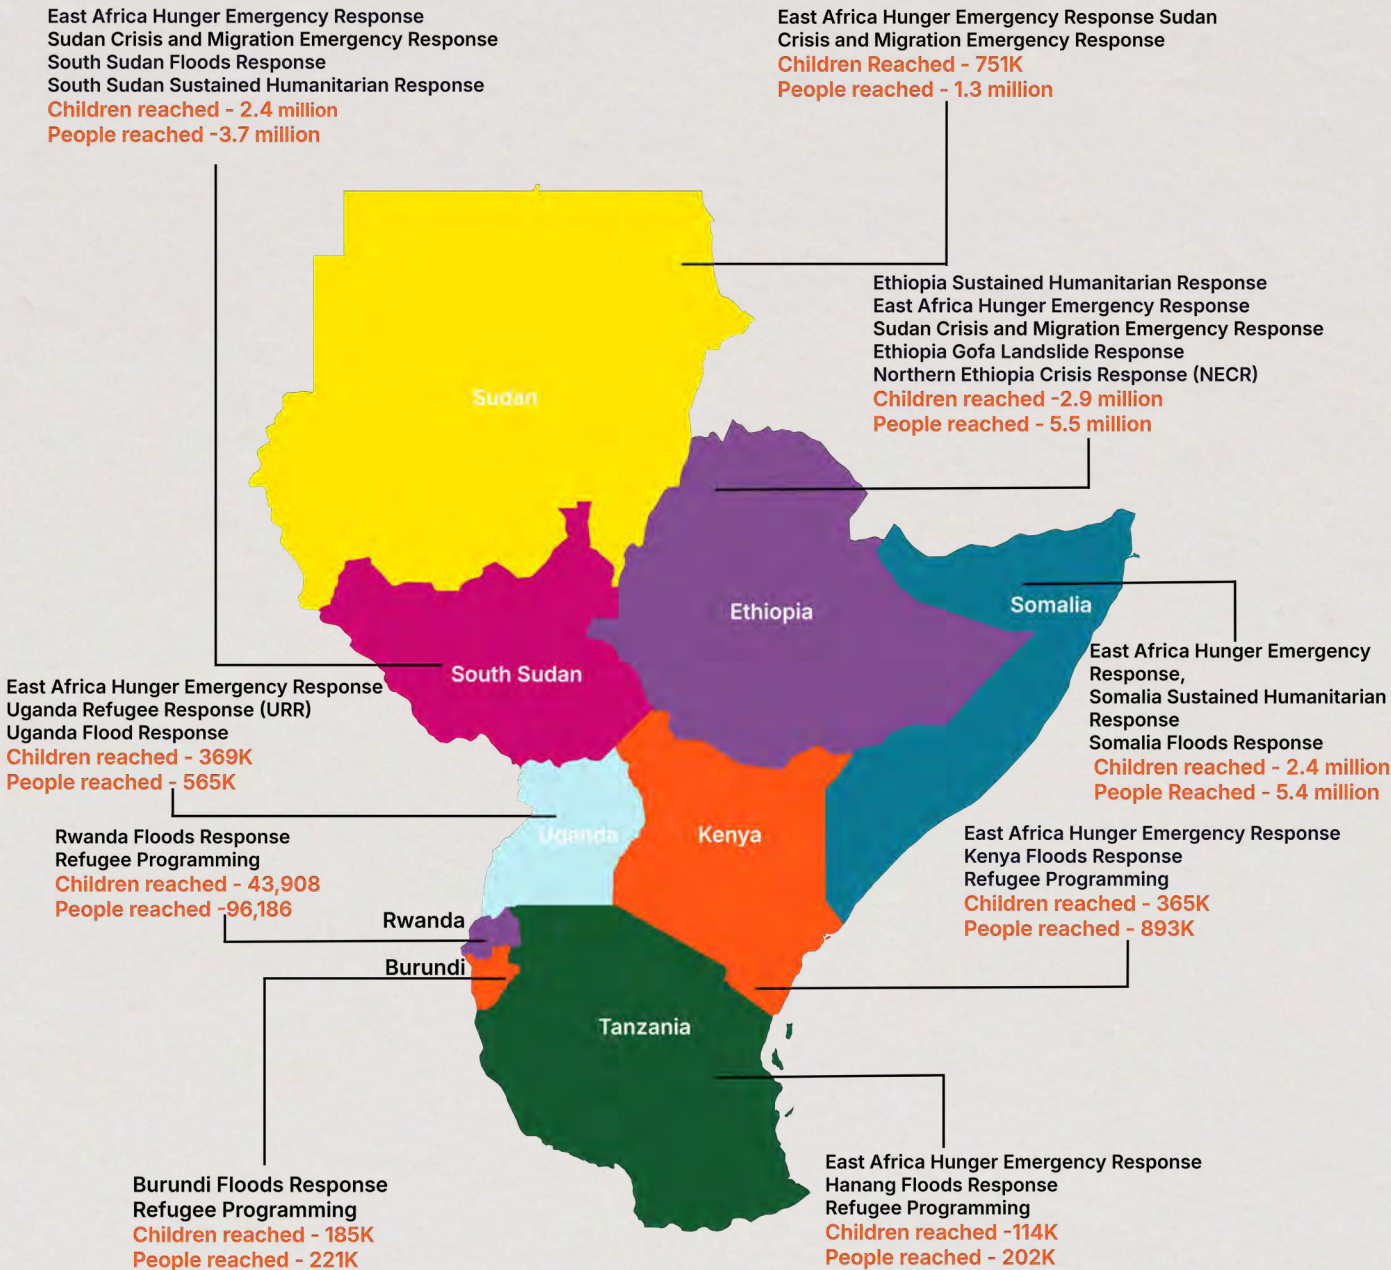 East Africa Hunger Emergency Response
Sudan Crisis and Migration Emergency Response
South Sudan Floods Response
South Sudan Sustained Humanitarian Response
Children reached - 2.4 million
People reached -3.7 million
East Africa Hunger Emergency Response Sudan
Crisis and Migration Emergency Response
Children Reached - 751K
People reached - 1.3 million
Ethiopia Sustained Humanitarian Response
East Africa Hunger Emergency Response
Sudan Crisis and Migration Emergency Response
Ethiopia Gofa Landslide Response
Northern Ethiopia Crisis Response (NECR)
Children reached -2.9 million
People reached - 5.5 million
Sudan
Ethiopia
Somalia
South Sudan
East Africa Hunger Emergency
Response,
Somalia Sustained Humanitarian
Response
Somalia Floods Response
Children reached - 2.4 million
People Reached - 5.4 million
East Africa Hunger Emergency Response
Uganda Refugee Response (URR)
Uganda Flood Response
Children reached - 369K
People reached - 565K
Uganda
Kenya
East Africa Hunger Emergency Response
Kenya Floods Response
Refugee Programming
Children reached - 365K
People reached - 893K
Rwanda Floods Response
Refugee Programming
Children reached - 43,908
People reached -96,186
Rwanda
Burundi
Tanzania
Burundi Floods Response
Refugee Programming
Children reached - 185K
People reached - 221K
East Africa Hunger Emergency Response
Hanang Floods Response
Refugee Programming
Children reached -114K
People reached - 202K